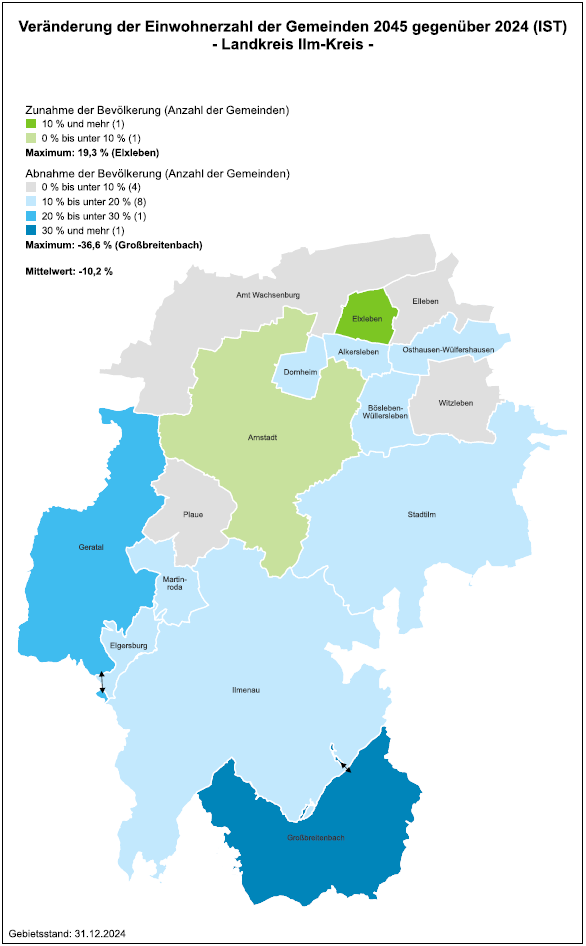 Veränderung der Einwohnerzahl der Gemeinden 2045 gegenüber 2024 (IST)
- Landkreis Ilm-Kreis -
Zunahme der Bevölkerung (Anzahl der Gemeinden)
10 % und mehr (1)
0 % bis unter 10 % (1)
Maximum: 19,3 % (Elxleben)
Abnahme der Bevölkerung (Anzahl der Gemeinden)
0 % bis unter 10 % (4)
10 % bis unter 20 % (8)
20 % bis unter 30 % (1)
30 % und mehr (1)
Maximum: -36,6 % (Großbreitenbach)
Mittelwert: -10,2 %
Amt Wachsenburg
Elleben
Elxleben
Alkersleben
Osthausen-Wülfershausen
Dornheim
Witzleben
Bösleben-
Wüllersleben
Arnstadt
Plaue
Stadtilm
Geratal
Martin-
roda
Elgersburg
Ilmenau
Großbreitenbach
Gebietsstand: 31.12.2024